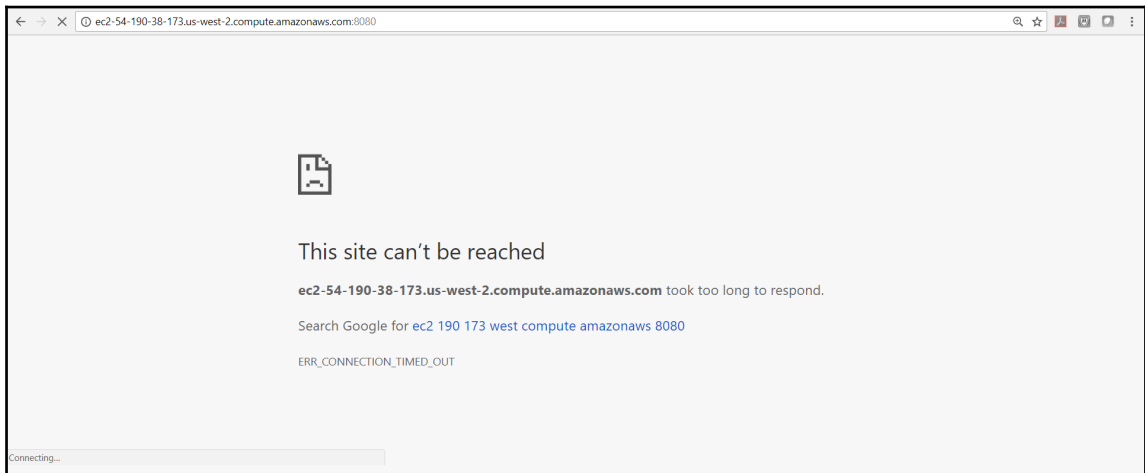 ec2-54-190-38-173.us-west-2.compute.amazonaws.com:8080
This site can't be reached
ec2-54-190-38-173.us-west-2.compute.amazonaws.com took too long to respond.
Search Google for ec2 190 173 west compute amazonaws 8080
ERR_CONNECTION_TIMED_OUT
Connecting...